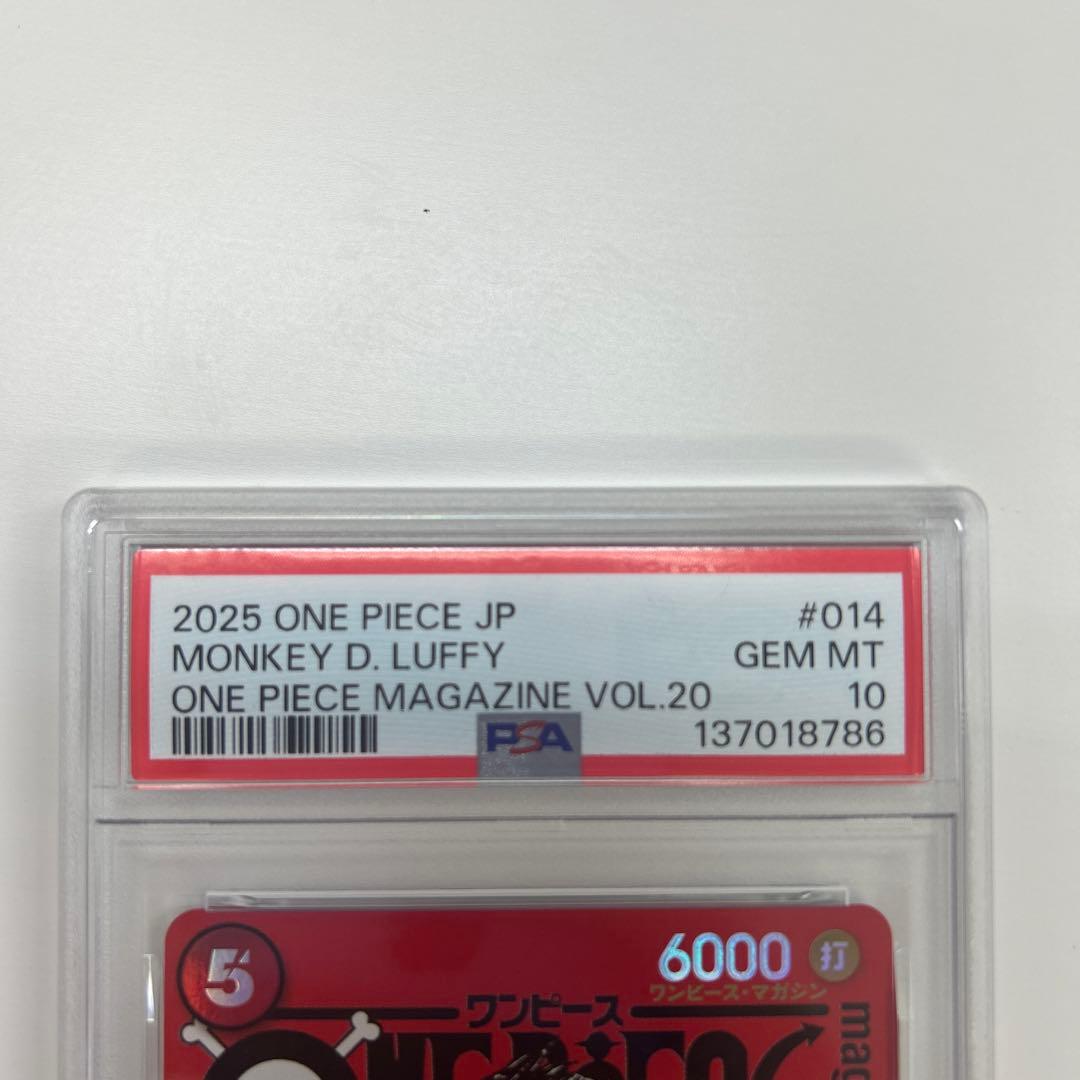 2025 ONE PIECE JP #014
MONKEY D. LUFFY GEM MT
ONE PIECE MAGAZINE VOL.20 10
PSA 137018786
5 6000 打
ワンピース・マガジン
ワンピース